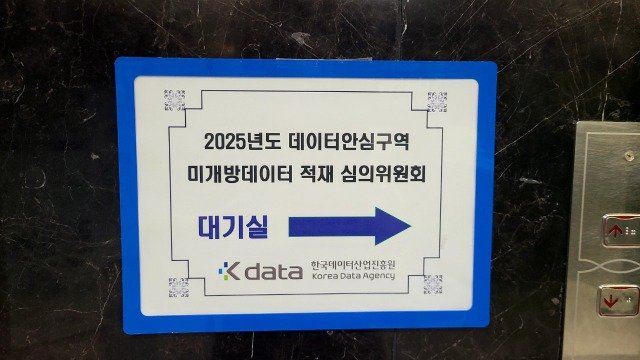 2025년도 데이터안심구역
미개방데이터 적재 심의위원회
대기실
K data 한국데이터산업진흥원
Korea Data Agency